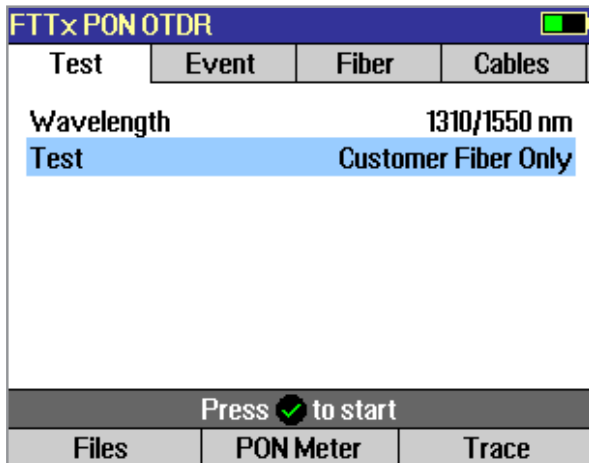 FTTx PON OTDR
Test Event Fiber Cables
Wavelength 1310/1550 nm
Test Customer Fiber Only
Press to start
Files PON Meter Trace